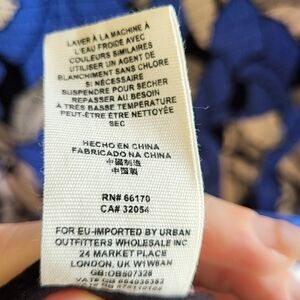 LAVER À LA MACHINE À
L'EAU FROIDE AVEC
COULEURS SIMILAIRES
UTILISER UN AGENT DE
BLANCHIMENT SANS CHLORE
SI NÉCESSAIRE
SUSPENDRE POUR SÉCHER
REPASSER AU BESOIN
À TRÈS BASSE TEMPÉRATURE
PEUT-ÊTRE ÊTRE NETTOYÉE
SEC
HECHO EN CHINA
FABRICADO NA CHINA
中国製
中國製
RN# 66170
CA# 32054
FOR EU-IMPORTED BY URBAN
OUTFITTERS WHOLESALE INC
24 MARKET PLACE
LONDON, UK W1W8AN